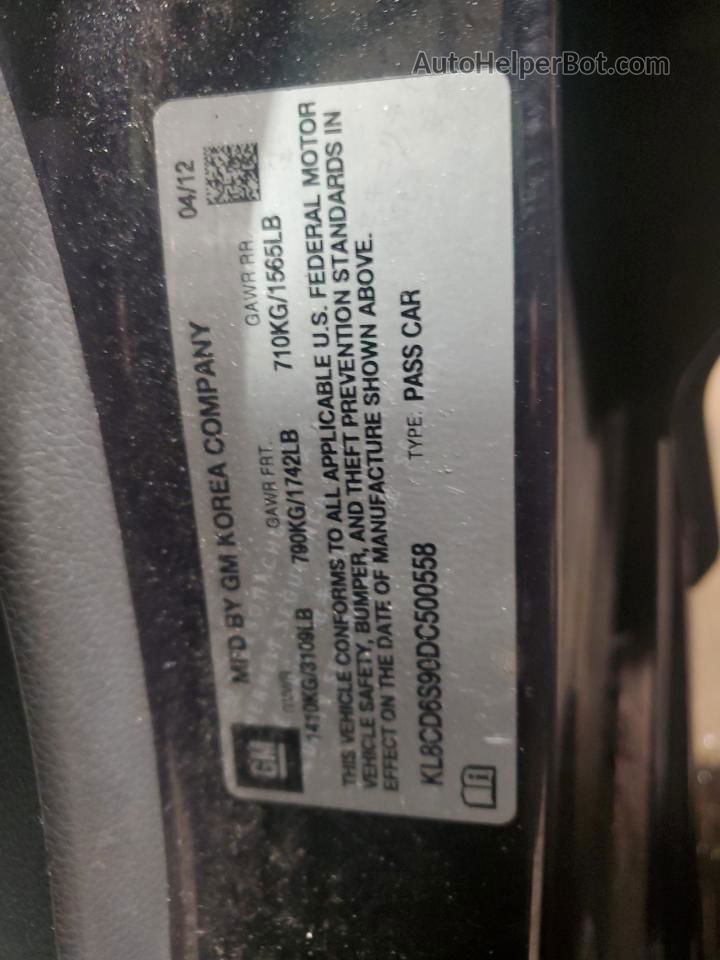 AutoHelperBot.com
MFD BY GM KOREA COMPANY 04/12
GM
GVWR GAWR FRT. GAWR RR.
1410KG/3109LB 790KG/1742LB 710KG/1565LB
THIS VEHICLE CONFORMS TO ALL APPLICABLE U.S. FEDERAL MOTOR
VEHICLE SAFETY, BUMPER, AND THEFT PREVENTION STANDARDS IN
EFFECT ON THE DATE OF MANUFACTURE SHOWN ABOVE.
KL8CD6S90DC500558 TYPE: PASS CAR